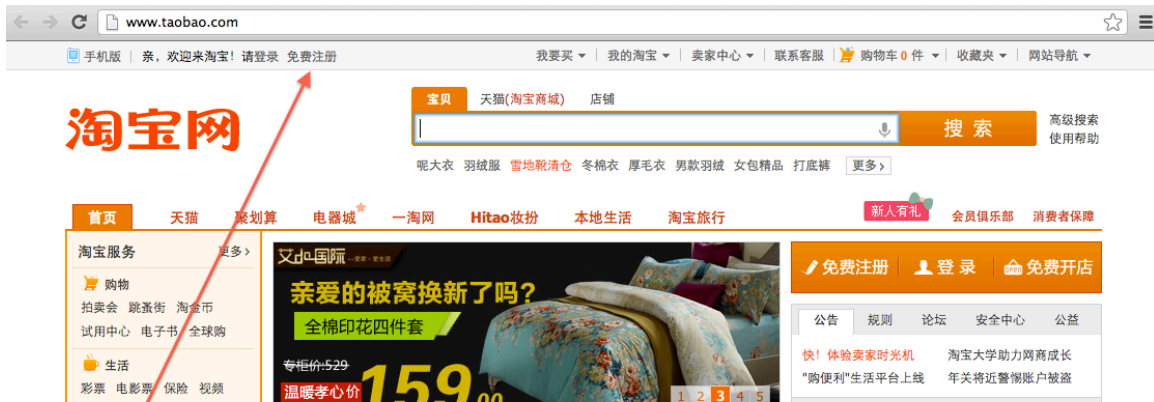 www.taobao.com
手机版 亲，欢迎来淘宝！请登录 免费注册 我要买 我的淘宝 卖家中心 联系客服 购物车 0 件 收藏夹 网站导航
宝贝 天猫(淘宝商城) 店铺
淘宝网
搜 索
高级搜索
使用帮助
呢大衣 羽绒服 雪地靴清仓 冬棉衣 厚毛衣 男款羽绒 女包精品 打底裤 更多
首页 天猫 聚划算 电器城 一淘网 Hitao妆扮 本地生活 淘宝旅行 新人有礼 会员俱乐部 消费者保障
淘宝服务 更多
购物
拍卖会 跳蚤街 淘金币
试用中心 电子书 全球购
生活
彩票 电影票 保险 视频
国际
亲爱的被窝换新了吗?
全棉印花四件套
专柜价:529
温暖孝心价 159.00
1 2 3 4 5
免费注册 登 录 免费开店
公告 规则 论坛 安全中心 公益
快！体验卖家时光机 淘宝大学助力网商成长
"购便利"生活平台上线 年关将近警惕账户被盗